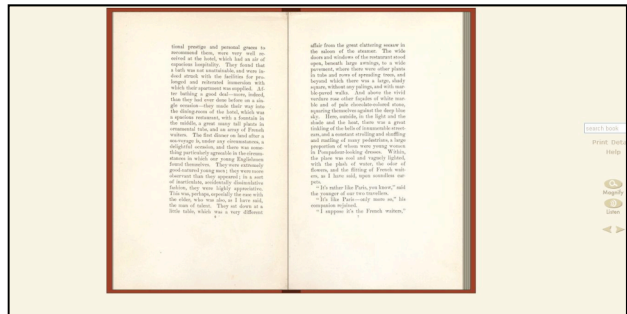 tional prestige and personal graces to
recommend them, were very well re-
ceived at the hotel, which had an air of
capacious hospitality. They found that
a bath was not unattainable, and were in-
deed struck with the facilities for pro-
longed and reiterated immersion with
which their apartment was supplied. Af-
ter bathing a good deal—more, indeed,
than they had ever done before on a sin-
gle occasion—they made their way into
the dining-room of the hotel, which was
a spacious restaurant, with a fountain in
the middle, a great many tall plants in
ornamental tubs, and an array of French
waiters. The first dinner on land after a
sea-voyage is, under any circumstances, a
delightful occasion, and there was some-
thing particularly agreeable in the circum-
stances in which our young Englishmen
found themselves. They were extremely
good-natured young men; they were more
observant than they appeared; in a sort
of inarticulate, accidentally dissimulative
fashion, they were highly appreciative.
This was, perhaps, especially the case with
the elder, who was also, as I have said,
the man of talent. They sat down at a
little table, which was a very different
affair from the great clattering seesaw in
the saloon of the steamer. The wide
doors and windows of the restaurant stood
open, beneath large awnings, to a wide
pavement, where there were other plants
in tubs and rows of spreading trees, and
beyond which there was a large, shady
square, without any palings, and with mar-
ble-paved walks. And above the vivid
verdure rose other façades of white mar-
ble and of pale chocolate-colored stone,
squaring themselves against the deep blue
sky. Here, outside, in the light and the
shade and the heat, there was a great
tinkling of the bells of innumerable street-
cars, and a constant strolling and shuffling
and rustling of many pedestrians, a large
proportion of whom were young women
in Pompadour-looking dresses. Within,
the place was cool and vaguely lighted,
with the plash of water, the odor of
flowers, and the flitting of French wait-
ers, as I have said, upon soundless car-
pets.
"It's rather like Paris, you know," said
the younger of our two travellers.
"It's like Paris—only more so," his
companion rejoined.
"I suppose it's the French waiters,"
search book
Print Deta
Help
Magnify
Listen